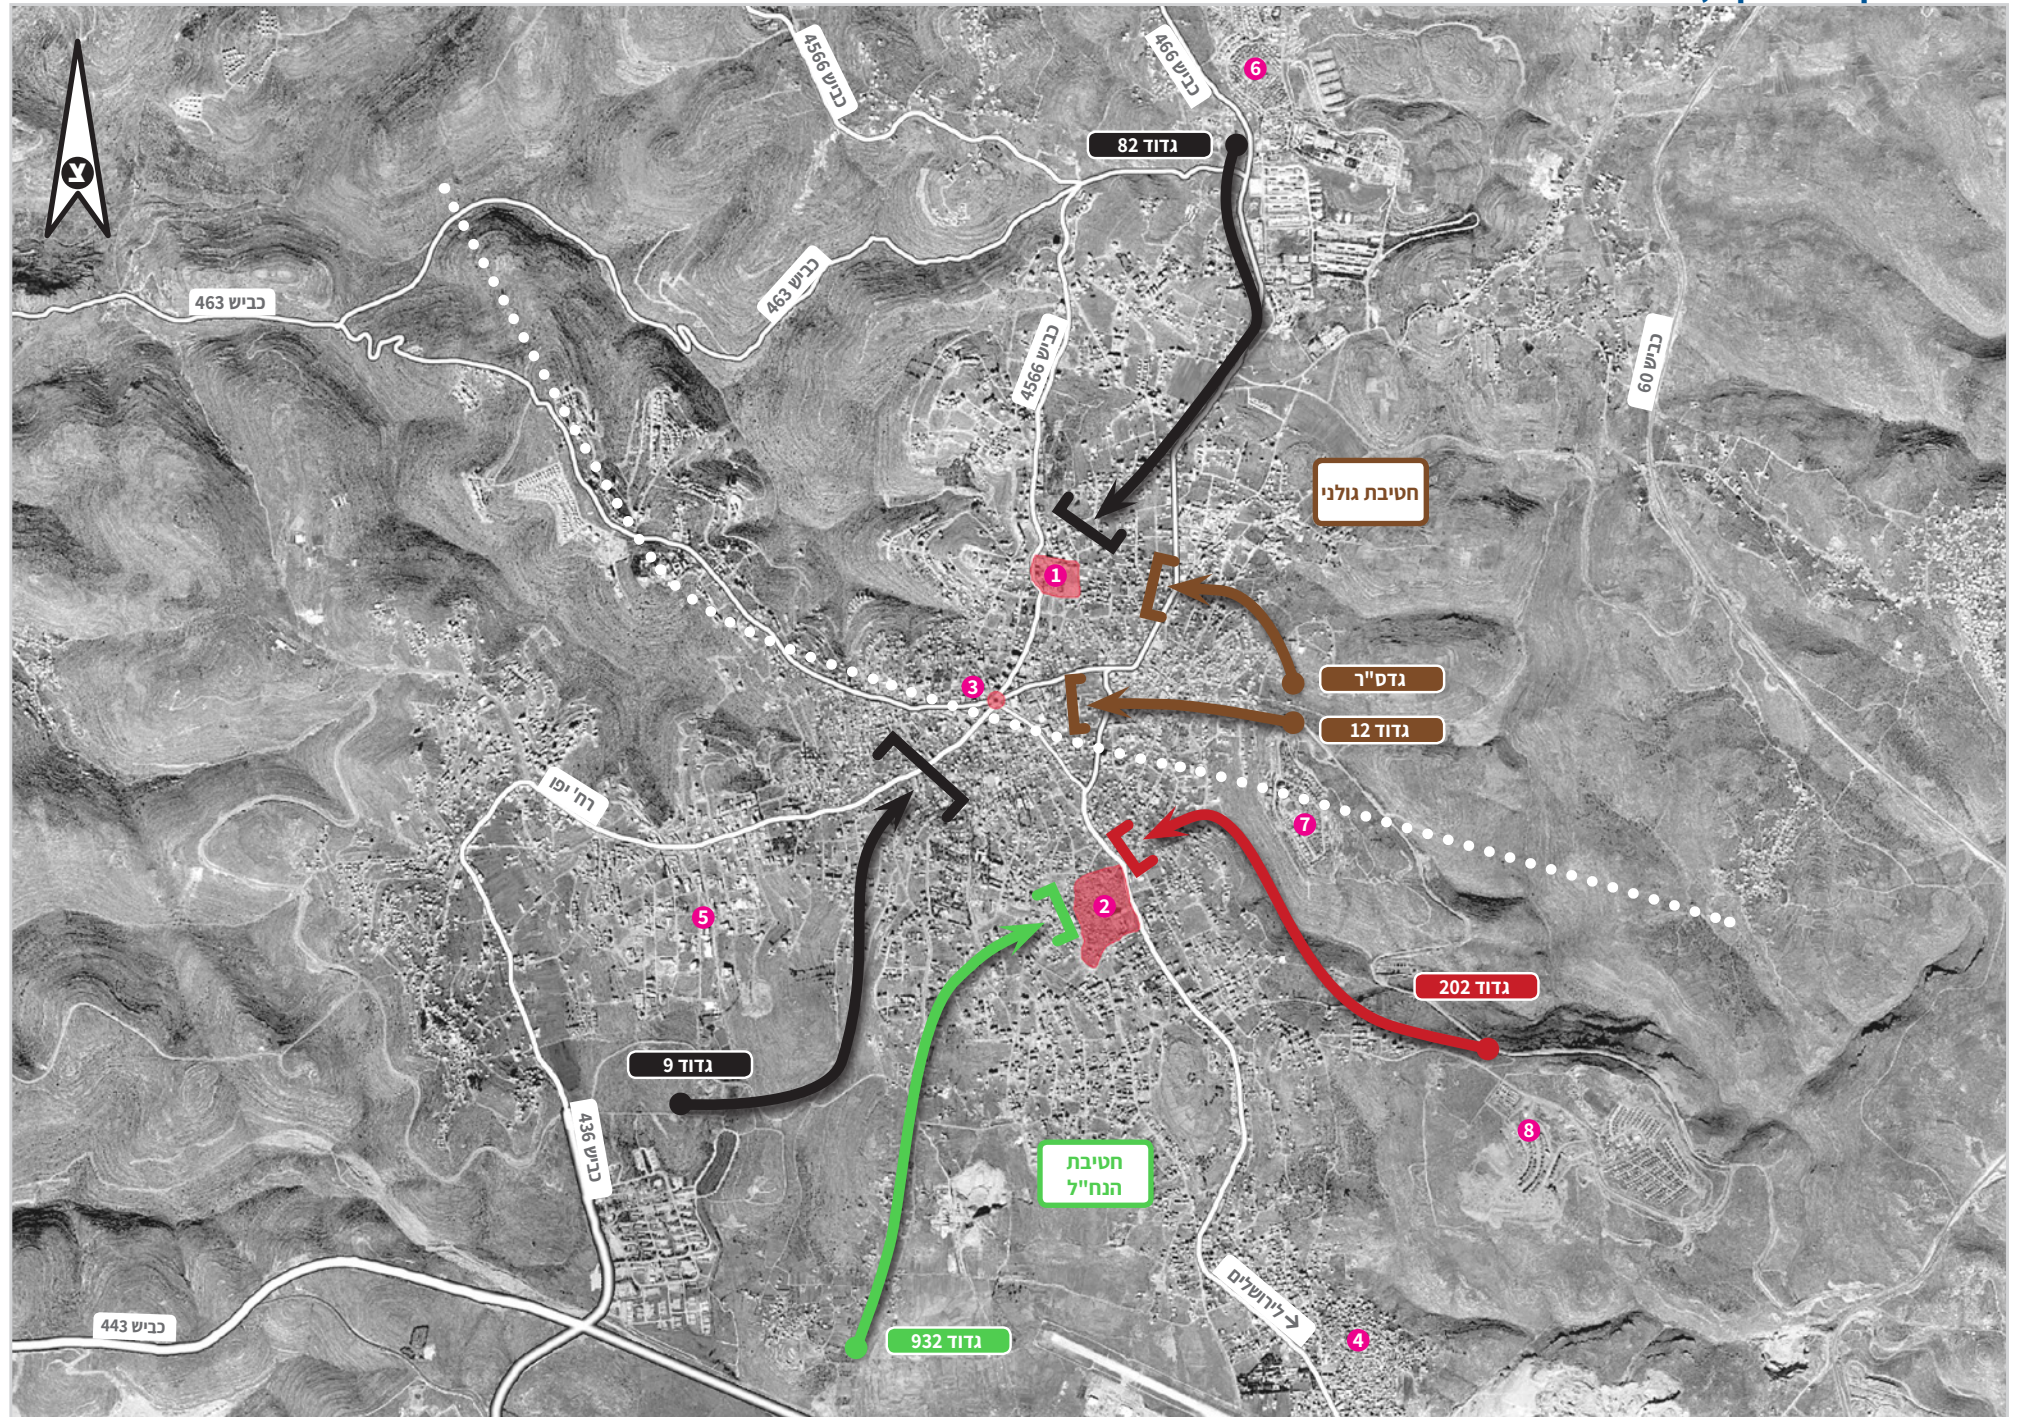 כביש 4566
כביש 466
6
גדוד 82
צ
כביש 463
כביש 463
כביש 4566
כביש 60
חטיבת גולני
1
גדס"ר
3
גדוד 12
רח' יפו
7
2
5
גדוד 202
גדוד 9
8
כביש 436
חטיבת
הנח"ל
לירושלים
כביש 443
גדוד 932
4